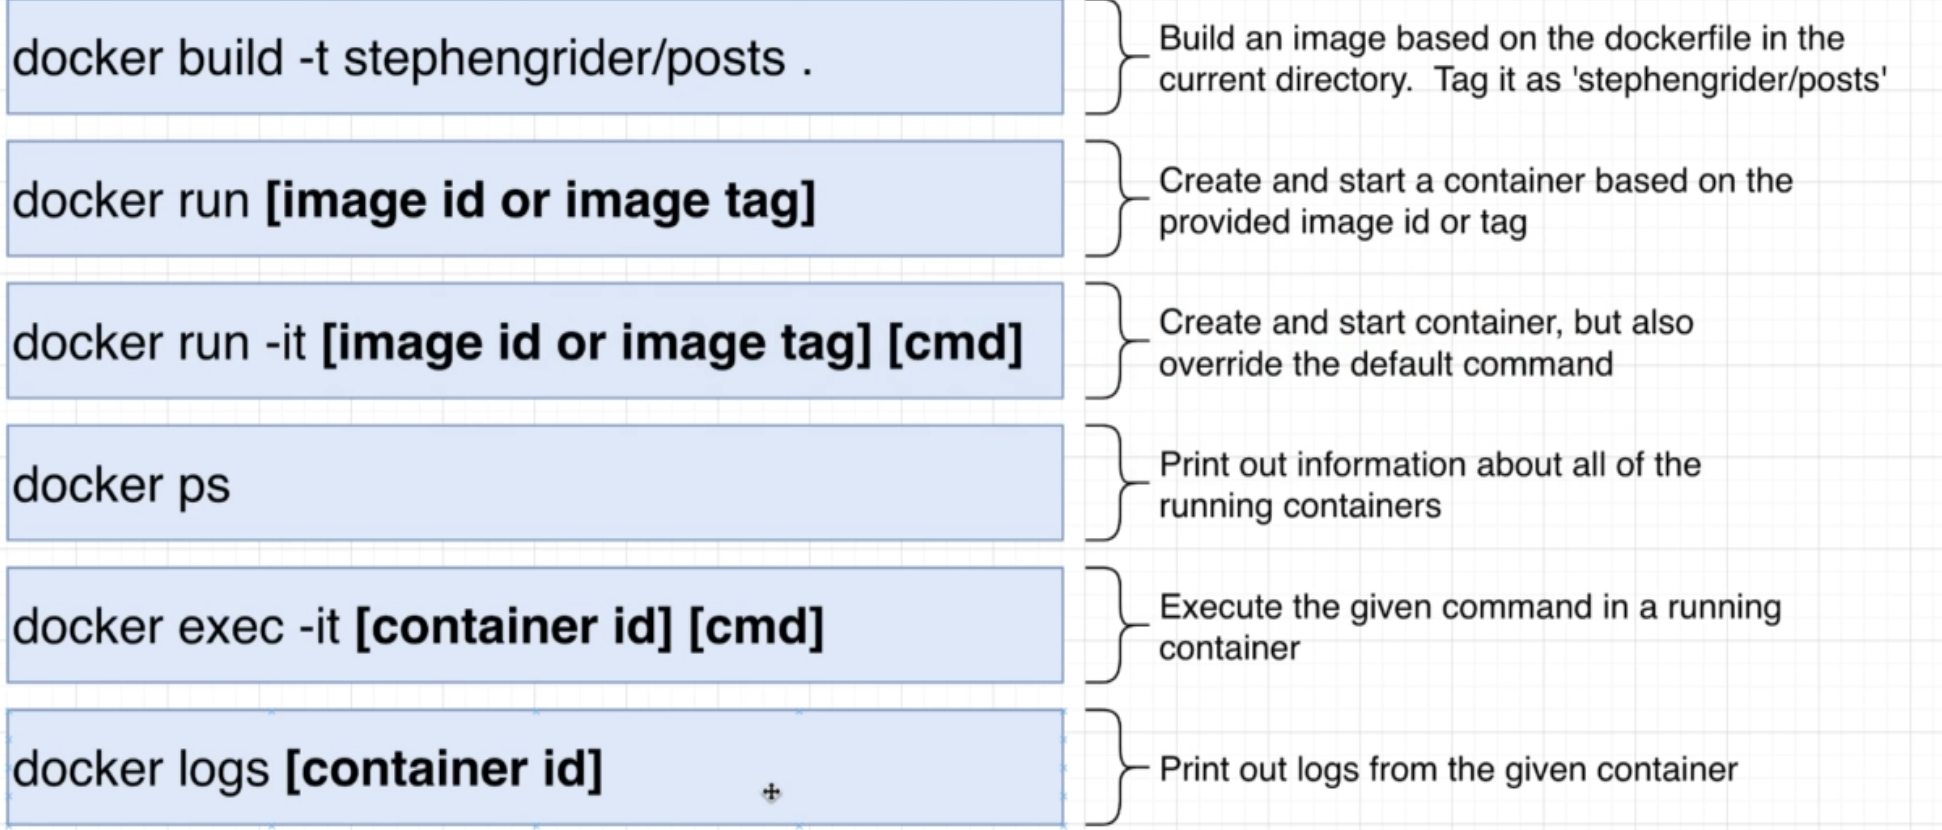 docker build -t stephengrider/posts .
Build an image based on the dockerfile in the
current directory.  Tag it as 'stephengrider/posts'
docker run [image id or image tag]
Create and start a container based on the
provided image id or tag
docker run -it [image id or image tag] [cmd]
Create and start container, but also
override the default command
docker ps
Print out information about all of the
running containers
docker exec -it [container id] [cmd]
Execute the given command in a running
container
docker logs [container id]
Print out logs from the given container